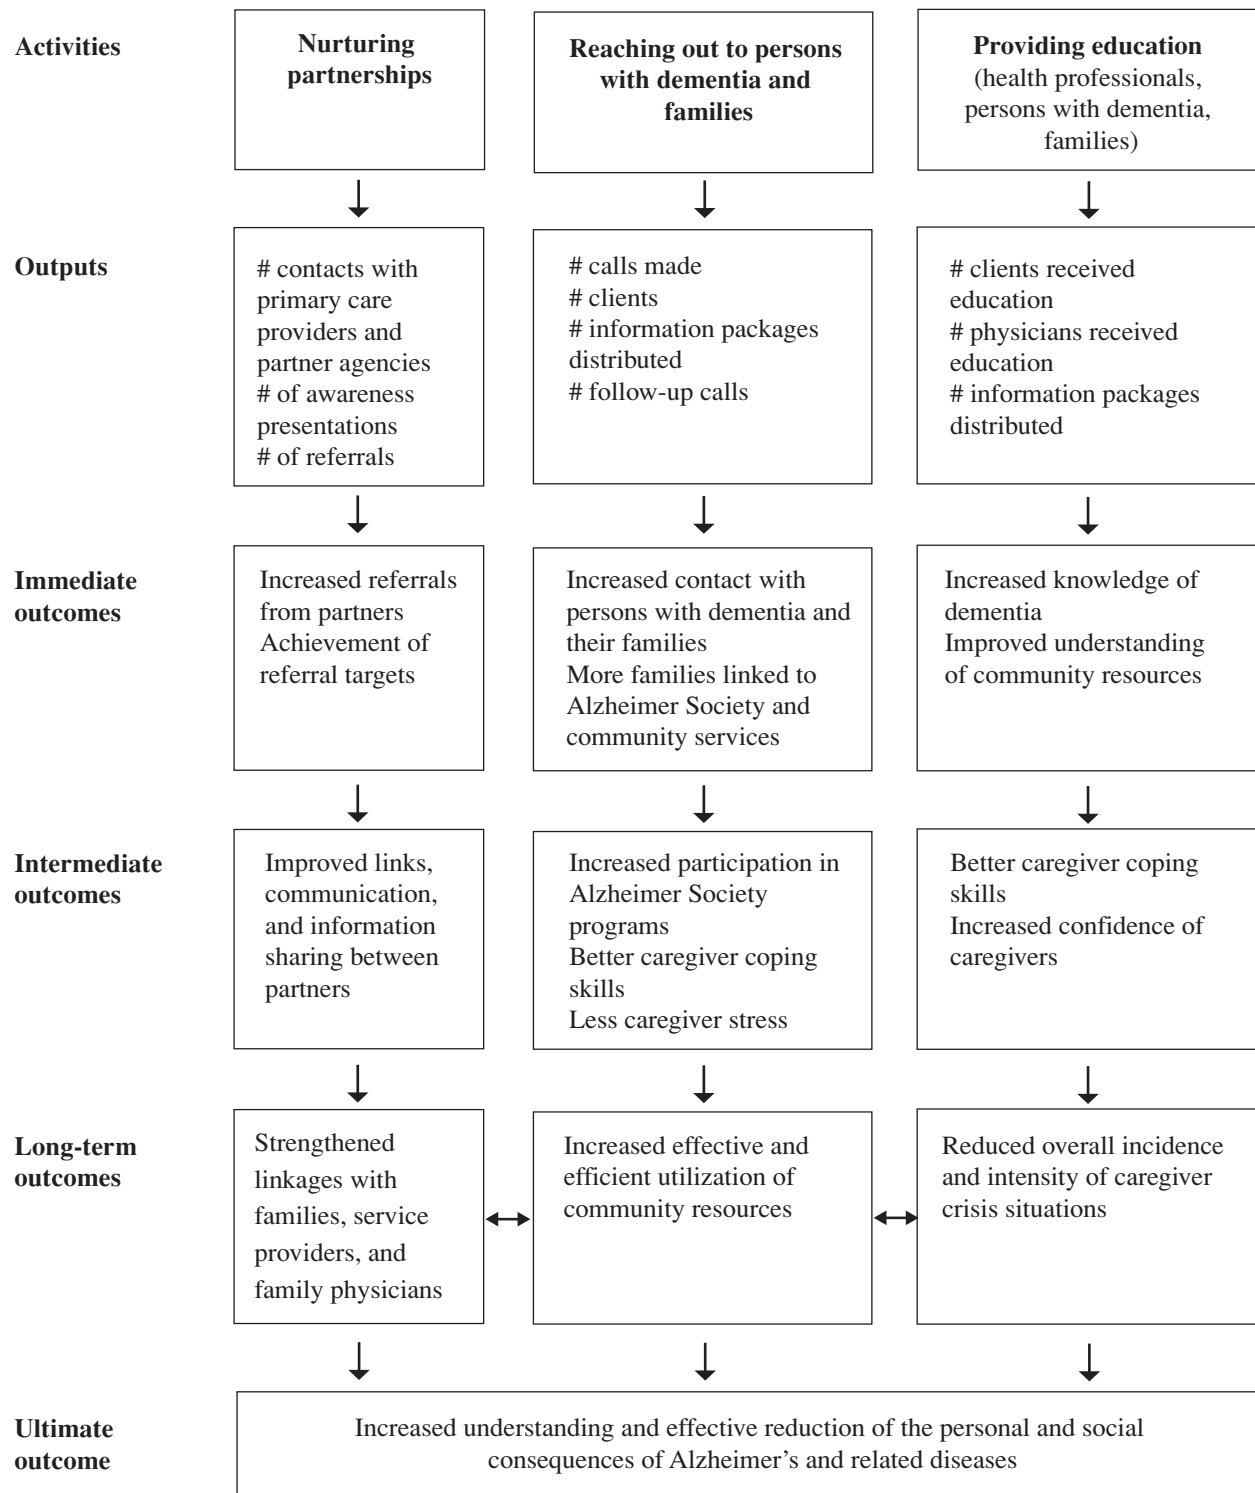 Activities
Nurturing
partnerships
Reaching out to persons
with dementia and
families
Providing education
(health professionals,
persons with dementia,
families)
Outputs
# contacts with
primary care
providers and
partner agencies
# of awareness
presentations
# of referrals
# calls made
# clients
# information packages
distributed
# follow-up calls
# clients received
education
# physicians received
education
# information packages
distributed
Immediate
outcomes
Increased referrals
from partners
Achievement of
referral targets
Increased contact with
persons with dementia and
their families
More families linked to
Alzheimer Society and
community services
Increased knowledge of
dementia
Improved understanding
of community resources
Intermediate
outcomes
Improved links,
communication,
and information
sharing between
partners
Increased participation in
Alzheimer Society
programs
Better caregiver coping
skills
Less caregiver stress
Better caregiver coping
skills
Increased confidence of
caregivers
Long-term
outcomes
Strengthened
linkages with
families, service
providers, and
family physicians
Increased effective and
efficient utilization of
community resources
Reduced overall incidence
and intensity of caregiver
crisis situations
Ultimate
outcome
Increased understanding and effective reduction of the personal and social
consequences of Alzheimer's and related diseases